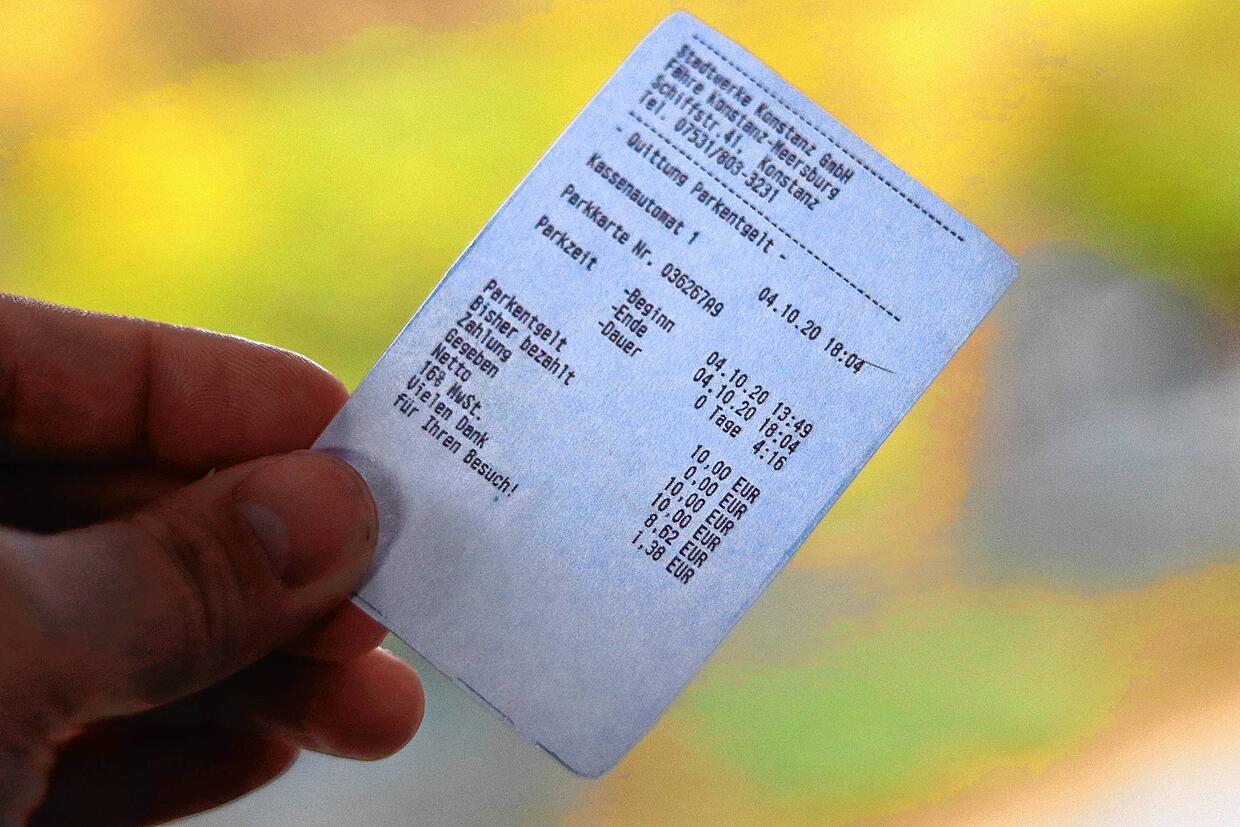 Stadtwerke Konstanz GmbH
Fähre Konstanz-Meersburg
Schiffstr. 41, Konstanz
Tel. 07531/803-3231
- Quittung Parkentgelt -
Kassenautomat 1 04.10.20 18:04
Parkkarte Nr. 036267A9
Parkzeit -Beginn 04.10.20 13:49
-Ende 04.10.20 18:04
-Dauer 0 Tage 4:16
Parkentgelt 10,00 EUR
Bisher bezahlt 0,00 EUR
Zahlung 10,00 EUR
Gegeben 10,00 EUR
Netto 8,62 EUR
16% MwSt. 1,38 EUR
Vielen Dank
für Ihren Besuch!